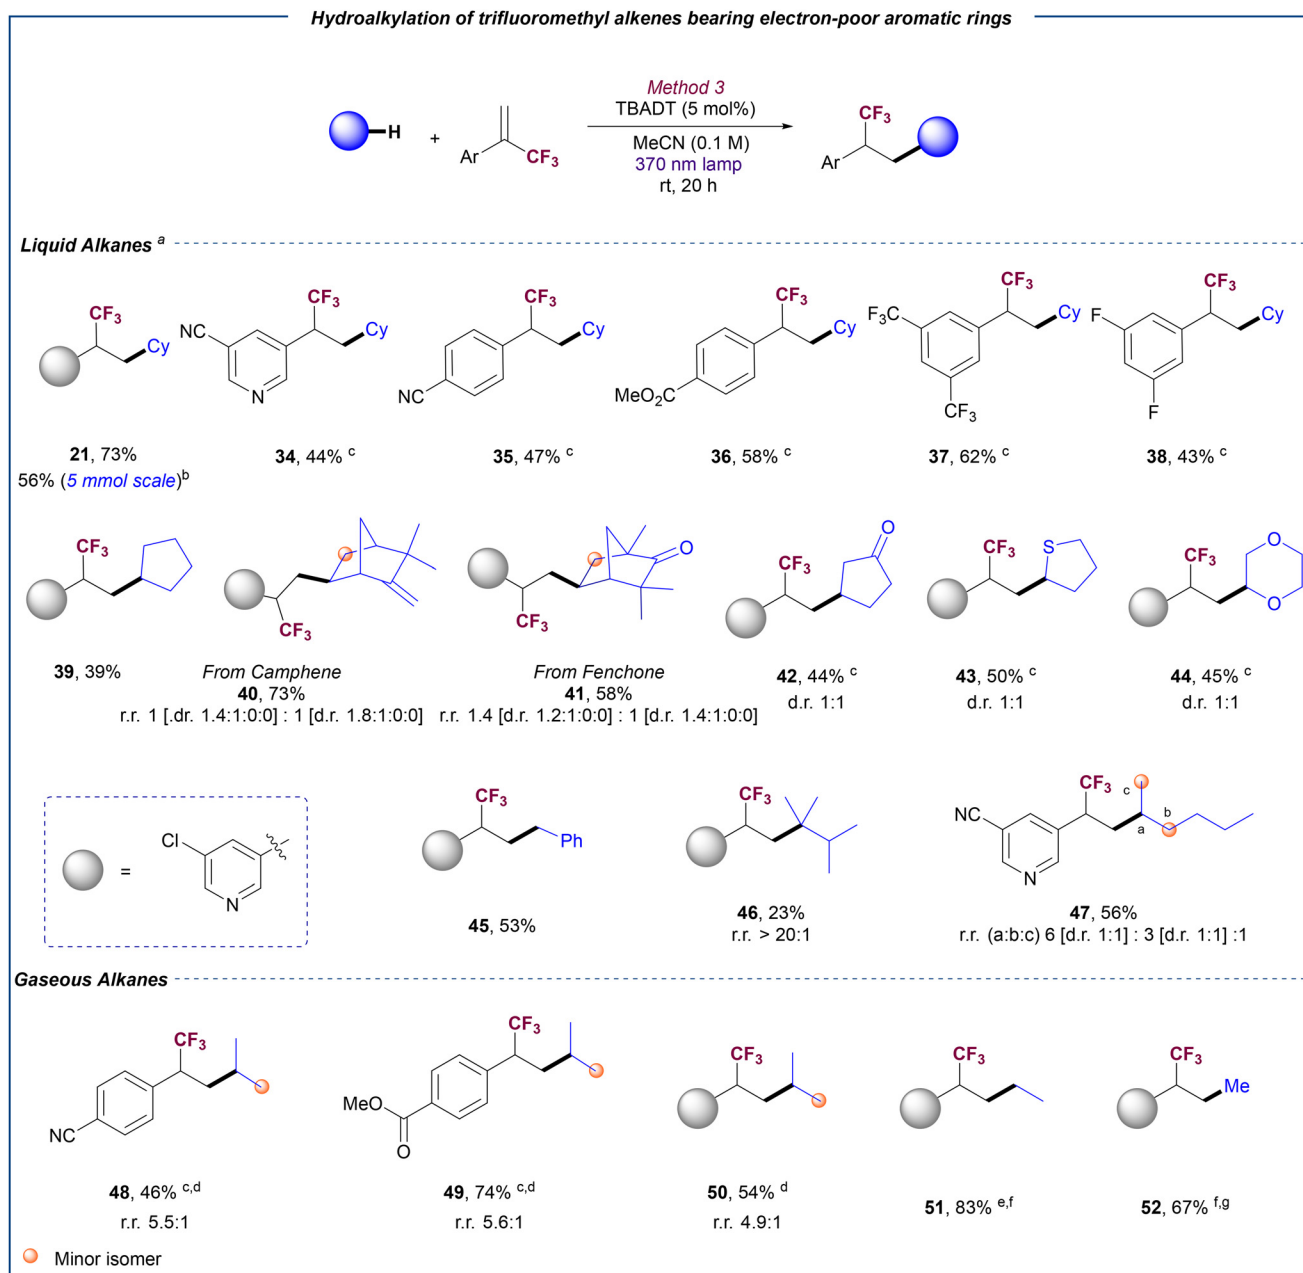 Hydroalkylation of trifluoromethyl alkenes bearing electron-poor aromatic rings
Method 3
TBADT (5 mol%)
MeCN (0.1 M)
370 nm lamp
rt, 20 h
H
+
Ar
CF3
CF3
Ar
Liquid Alkanes a
CF3
Cy
CF3
NC
Cy
N
CF3
Cy
NC
CF3
Cy
MeO2C
CF3
F3C
Cy
CF3
CF3
F
Cy
F
21, 73%
56% (5 mmol scale)b
34, 44% c
35, 47% c
36, 58% c
37, 62% c
38, 43% c
CF3
CF3
CF3
O
CF3
O
CF3
S
CF3
O
O
39, 39%
From Camphene
40, 73%
r.r. 1 [.dr. 1.4:1:0:0] : 1 [d.r. 1.8:1:0:0]
From Fenchone
41, 58%
r.r. 1.4 [d.r. 1.2:1:0:0] : 1 [d.r. 1.4:1:0:0]
42, 44% c
d.r. 1:1
43, 50% c
d.r. 1:1
44, 45% c
d.r. 1:1
=
Cl
N
CF3
Ph
45, 53%
CF3
46, 23%
r.r. > 20:1
CF3
NC
N
c
b
a
47, 56%
r.r. (a:b:c) 6 [d.r. 1:1] : 3 [d.r. 1:1] :1
Gaseous Alkanes
CF3
NC
CF3
MeO
O
CF3
CF3
CF3
Me
48, 46% c,d
r.r. 5.5:1
49, 74% c,d
r.r. 5.6:1
50, 54% d
r.r. 4.9:1
51, 83% e,f
52, 67% f,g
Minor isomer